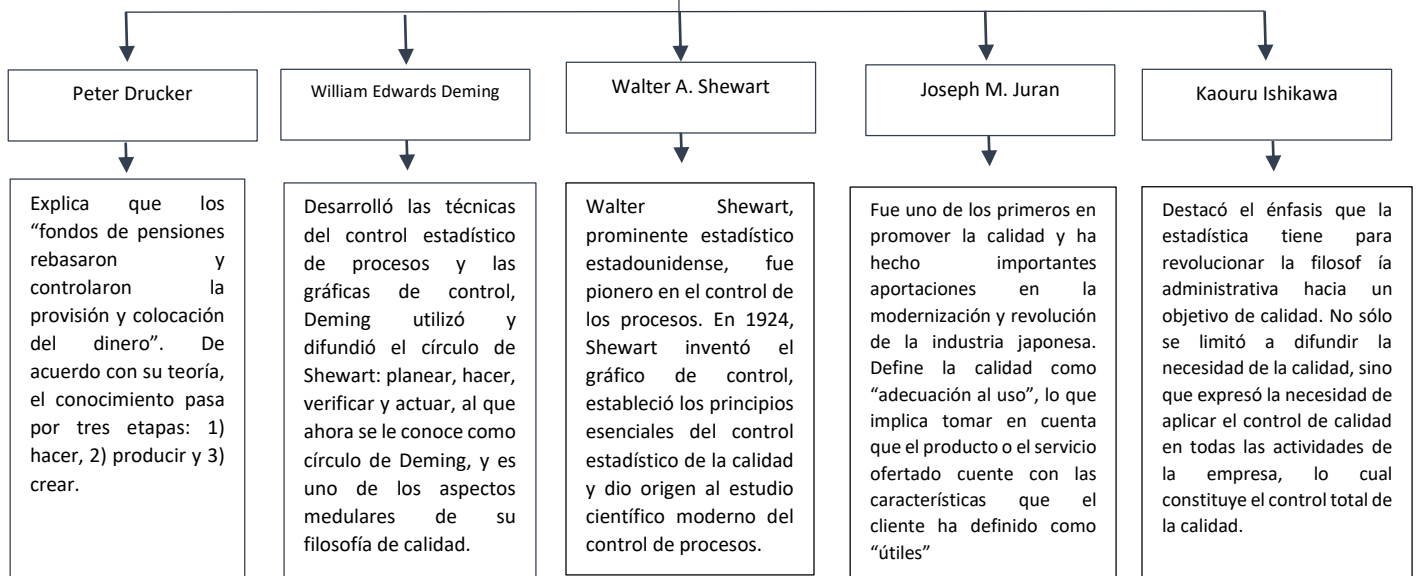 Peter Drucker
William Edwards Deming
Walter A. Shewart
Joseph M. Juran
Kaouru Ishikawa
Explica que los
“fondos de pensiones
rebasaron y
controlaron la
provisión y colocación
del dinero”. De
acuerdo con su teoría,
el conocimiento pasa
por tres etapas: 1)
hacer, 2) producir y 3)
crear.
Desarrolló las técnicas
del control estadístico
de procesos y las
gráficas de control,
Deming utilizó y
difundió el círculo de
Shewart: planear, hacer,
verificar y actuar, al que
ahora se le conoce como
círculo de Deming, y es
uno de los aspectos
medulares de su
filosofía de calidad.
Walter Shewart,
prominente estadístico
estadounidense, fue
pionero en el control de
los procesos. En 1924,
Shewart inventó el
gráfico de control,
estableció los principios
esenciales del control
estadístico de la calidad
y dio origen al estudio
científico moderno del
control de procesos.
Fue uno de los primeros en
promover la calidad y ha
hecho importantes
aportaciones en la
modernización y revolución
de la industria japonesa.
Define la calidad como
“adecuación al uso”, lo que
implica tomar en cuenta
que el producto o el servicio
ofertado cuente con las
características que el
cliente ha definido como
“útiles”
Destacó el énfasis que la
estadística tiene para
revolucionar la filosof ía
administrativa hacia un
objetivo de calidad. No sólo
se limitó a difundir la
necesidad de la calidad, sino
que expresó la necesidad de
aplicar el control de calidad
en todas las actividades de
la empresa, lo cual
constituye el control total de
la calidad.